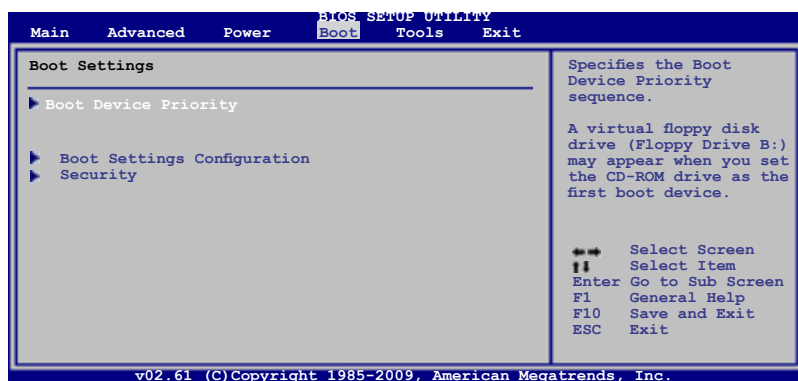 BIOS SETUP UTILITY
Main Advanced Power Boot Tools Exit
Boot Settings
Boot Device Priority
Boot Settings Configuration
Security
Specifies the Boot
Device Priority
sequence.
A virtual floppy disk
drive (Floppy Drive B:)
may appear when you set
the CD-ROM drive as the
first boot device.
←→ Select Screen
↑↓ Select Item
Enter Go to Sub Screen
F1 General Help
F10 Save and Exit
ESC Exit
v02.61 (C)Copyright 1985-2009, American Megatrends, Inc.